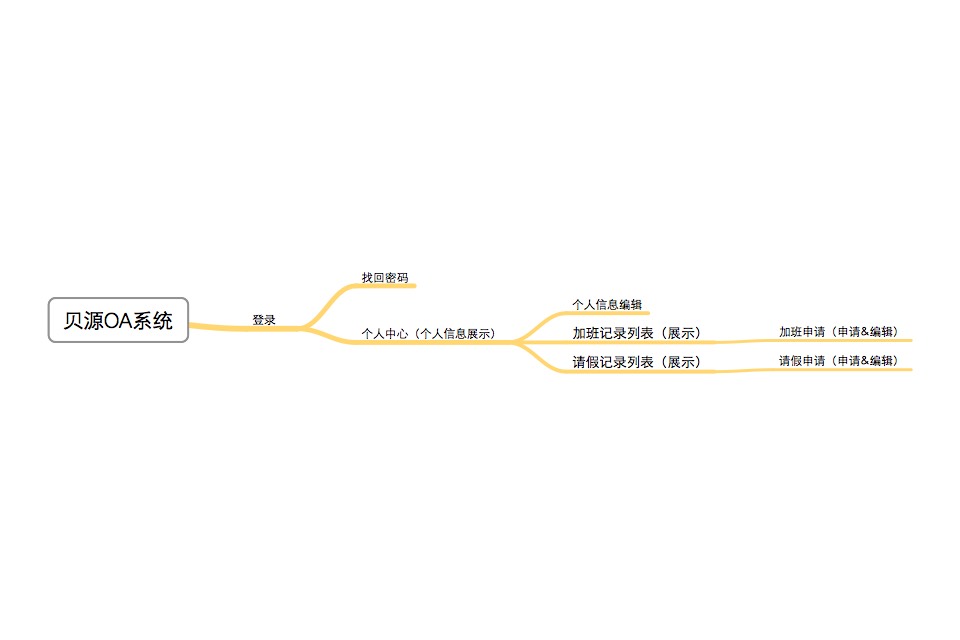 贝源OA系统
登录
找回密码
个人中心（个人信息展示）
个人信息编辑
加班记录列表（展示）
加班申请（申请&编辑）
请假记录列表（展示）
请假申请（申请&编辑）